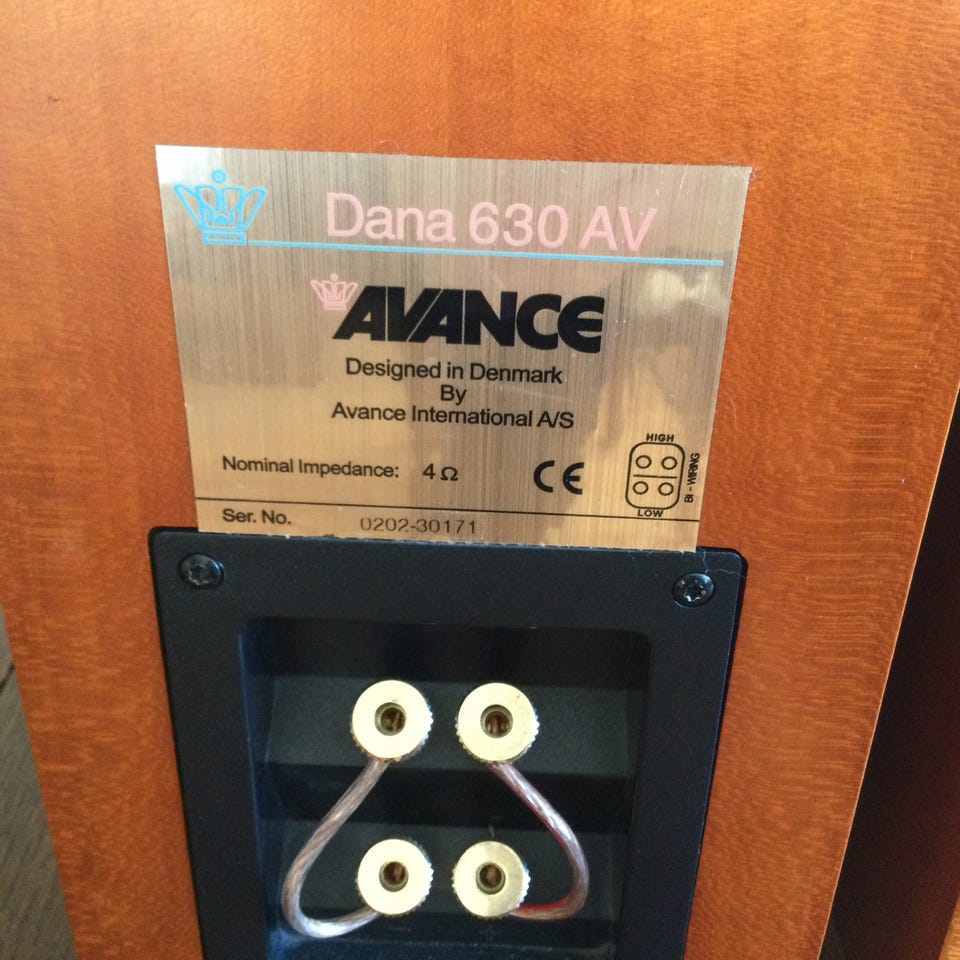 Dana 630 AV
AVANCE
Designed in Denmark
By
Avance International A/S
Nominal Impedance: 4 Ω
CE
HIGH
BI - WIRING
LOW
Ser. No. 0202-30171